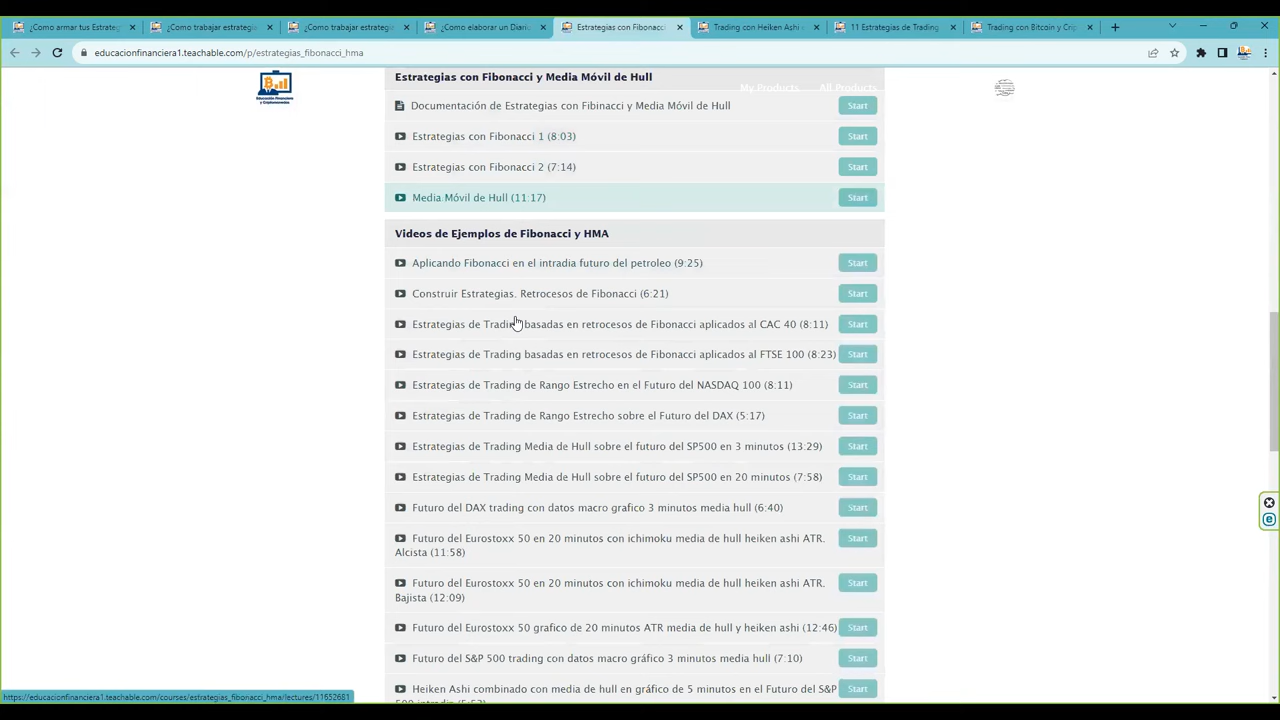 ¿Como armar tus Estrateg
¿Como trabajar estrategi
¿Como trabajar estrategi
¿Como elaborar un Diario
Estrategias con Fibonacci
Trading con Heiken Ashi
11 Estrategias de Trading
Trading con Bitcoin y Crip
educacionfinanciera1.teachable.com/p/estrategias_fibonacci_hma
Educación Financiera
y Criptomonedas
My Products
All Products
Estrategias con Fibonacci y Media Móvil de Hull
Documentación de Estrategias con Fibinacci y Media Móvil de Hull Start
Estrategias con Fibonacci 1 (8:03) Start
Estrategias con Fibonacci 2 (7:14) Start
Media Móvil de Hull (11:17) Start
Videos de Ejemplos de Fibonacci y HMA
Aplicando Fibonacci en el intradia futuro del petroleo (9:25) Start
Construir Estrategias. Retrocesos de Fibonacci (6:21) Start
Estrategias de Trading basadas en retrocesos de Fibonacci aplicados al CAC 40 (8:11) Start
Estrategias de Trading basadas en retrocesos de Fibonacci aplicados al FTSE 100 (8:23) Start
Estrategias de Trading de Rango Estrecho en el Futuro del NASDAQ 100 (8:11) Start
Estrategias de Trading de Rango Estrecho sobre el Futuro del DAX (5:17) Start
Estrategias de Trading Media de Hull sobre el futuro del SP500 en 3 minutos (13:29) Start
Estrategias de Trading Media de Hull sobre el futuro del SP500 en 20 minutos (7:58) Start
Futuro del DAX trading con datos macro grafico 3 minutos media hull (6:40) Start
Futuro del Eurostoxx 50 en 20 minutos con ichimoku media de hull heiken ashi ATR. Start
Alcista (11:58)
Futuro del Eurostoxx 50 en 20 minutos con ichimoku media de hull heiken ashi ATR. Start
Bajista (12:09)
Futuro del Eurostoxx 50 grafico de 20 minutos ATR media de hull y heiken ashi (12:46) Start
Futuro del S&P 500 trading con datos macro gráfico 3 minutos media hull (7:10) Start
Heiken Ashi combinado con media de hull en gráfico de 5 minutos en el Futuro del S&P Start
500 intradia (5:53)
https://educacionfinanciera1.teachable.com/courses/estrategias_fibonacci_hma/lectures/11652681